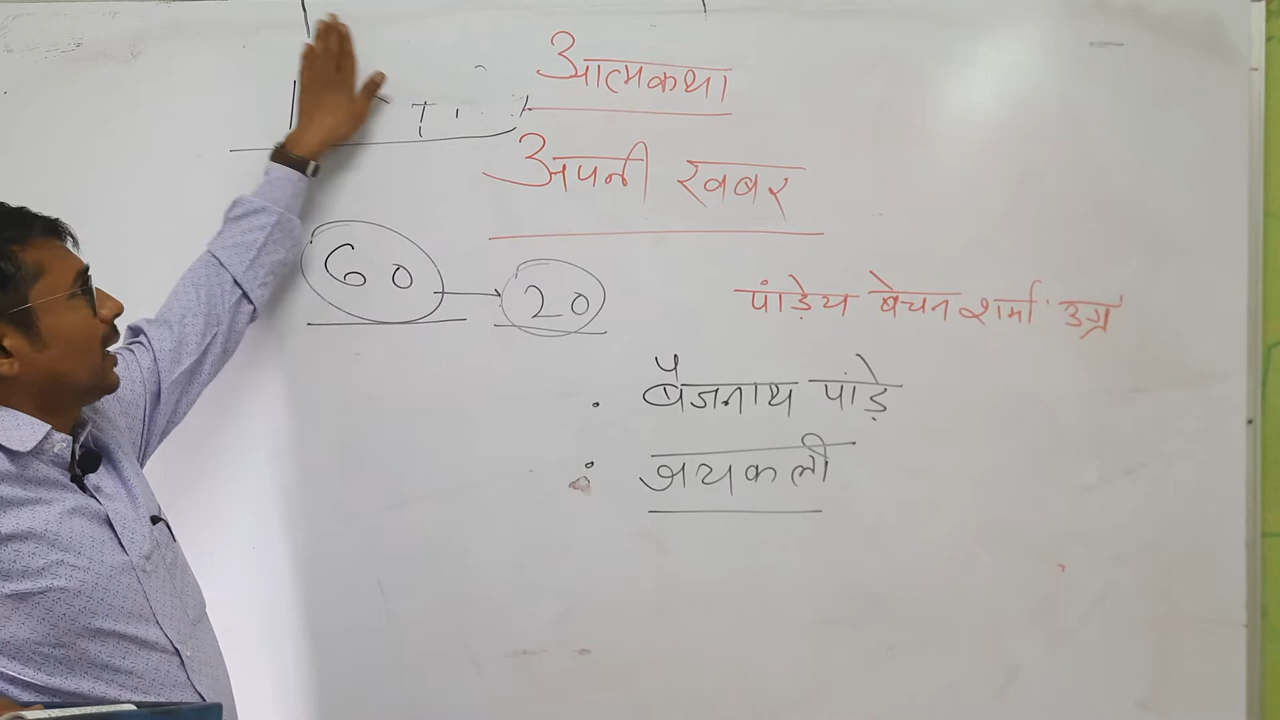 आत्मकथा
अपनी खबर
60 → 20
पांड़ेय बेचन शर्मा 'उग्र'
. बैजनाथ पांड़े
. जयकली